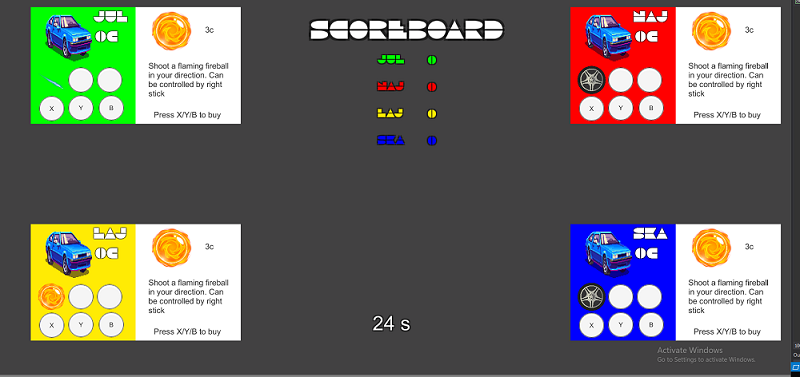 JUL
0C
3c
Shoot a flaming fireball
in your direction. Can
be controlled by right
stick
X Y B
Press X/Y/B to buy
SCOREBOARD
JUL 0
NAJ 0
LAJ 0
SKA 0
NAJ
0C
3c
Shoot a flaming fireball
in your direction. Can
be controlled by right
stick
X Y B
Press X/Y/B to buy
LAJ
0C
3c
Shoot a flaming fireball
in your direction. Can
be controlled by right
stick
X Y B
Press X/Y/B to buy
24 s
SKA
0C
3c
Shoot a flaming fireball
in your direction. Can
be controlled by right
stick
X Y B
Press X/Y/B to buy
Activate Windows
Go to Settings to activate Windows.